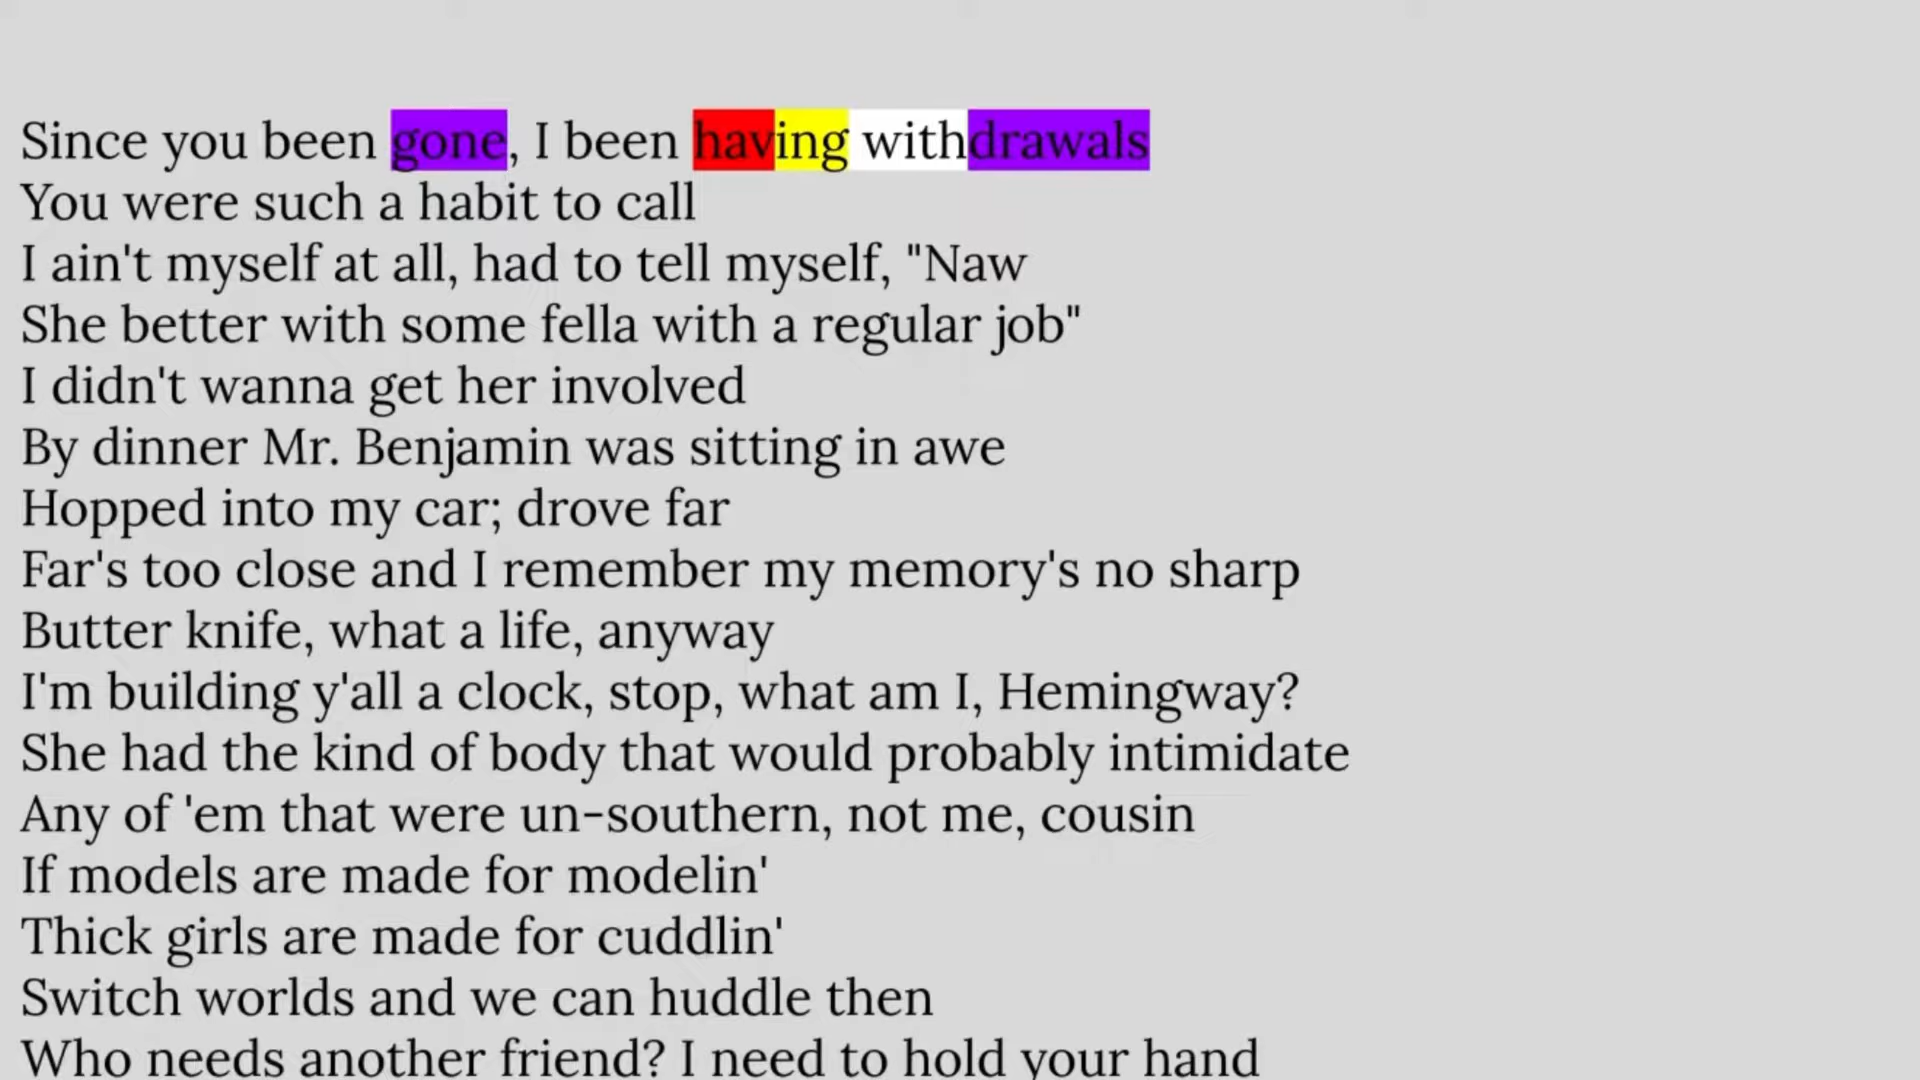 Since you been gone, I been having withdrawals
You were such a habit to call
I ain't myself at all, had to tell myself, "Naw
She better with some fella with a regular job"
I didn't wanna get her involved
By dinner Mr. Benjamin was sitting in awe
Hopped into my car; drove far
Far's too close and I remember my memory's no sharp
Butter knife, what a life, anyway
I'm building y'all a clock, stop, what am I, Hemingway?
She had the kind of body that would probably intimidate
Any of 'em that were un-southern, not me, cousin
If models are made for modelin'
Thick girls are made for cuddlin'
Switch worlds and we can huddle then
Who needs another friend? I need to hold your hand